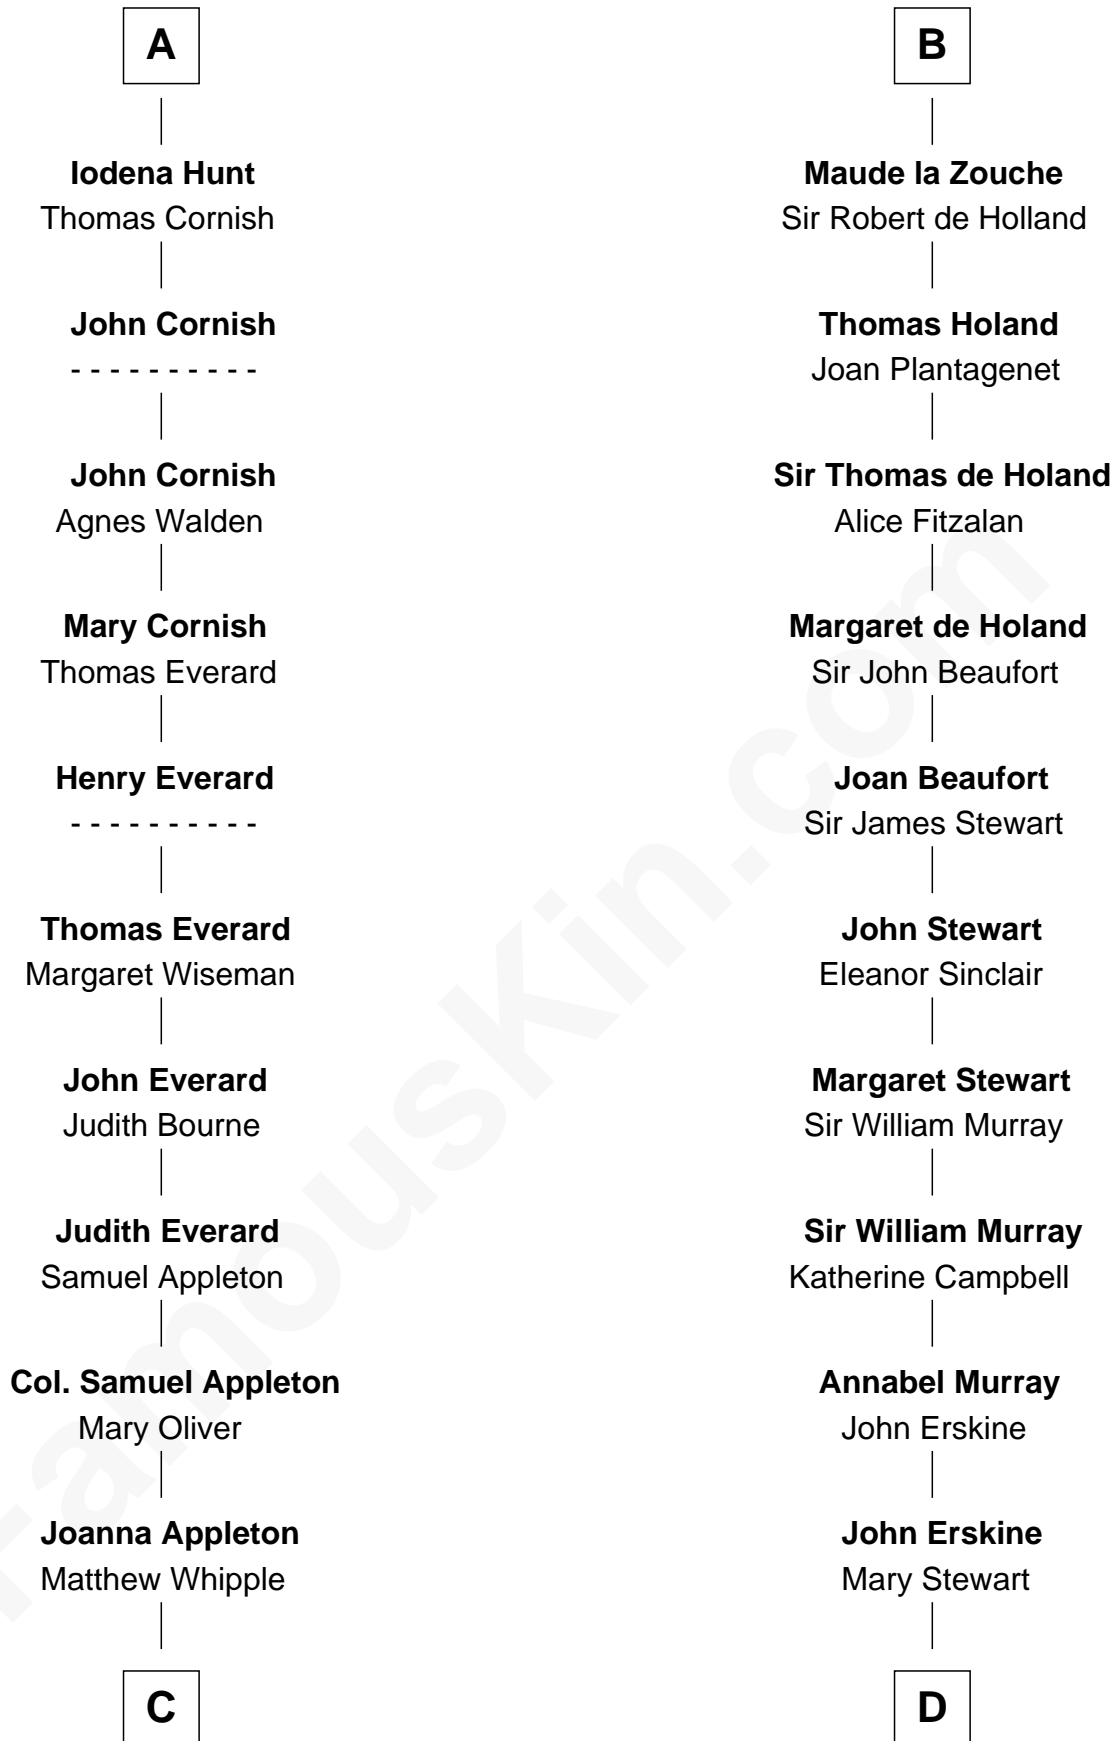 A
Iodena Hunt
Thomas Cornish
John Cornish
- - - - - - - - - -
John Cornish
Agnes Walden
Mary Cornish
Thomas Everard
Henry Everard
- - - - - - - - - -
Thomas Everard
Margaret Wiseman
John Everard
Judith Bourne
Judith Everard
Samuel Appleton
Col. Samuel Appleton
Mary Oliver
Joanna Appleton
Matthew Whipple
C
B
Maude la Zouche
Sir Robert de Holland
Thomas Holand
Joan Plantagenet
Sir Thomas de Holand
Alice Fitzalan
Margaret de Holand
Sir John Beaufort
Joan Beaufort
Sir James Stewart
John Stewart
Eleanor Sinclair
Margaret Stewart
Sir William Murray
Sir William Murray
Katherine Campbell
Annabel Murray
John Erskine
John Erskine
Mary Stewart
D
FamousKin.com